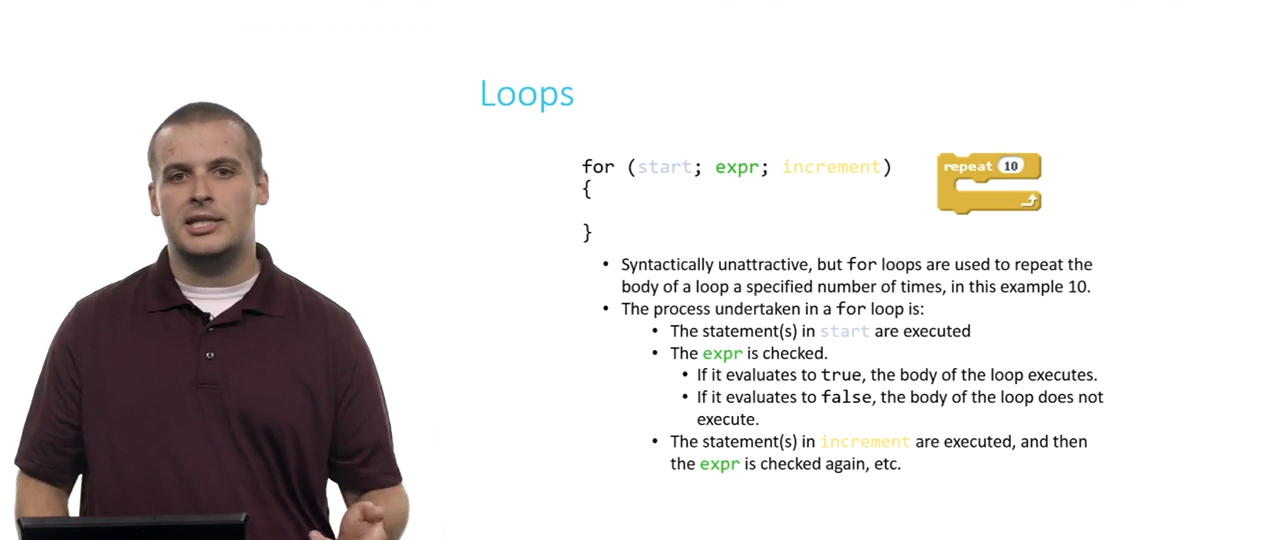 Loops
for (start; expr; increment)
{
}
repeat 10
• Syntactically unattractive, but for loops are used to repeat the
body of a loop a specified number of times, in this example 10.
• The process undertaken in a for loop is:
• The statement(s) in start are executed
• The expr is checked.
• If it evaluates to true, the body of the loop executes.
• If it evaluates to false, the body of the loop does not
execute.
• The statement(s) in increment are executed, and then
the expr is checked again, etc.